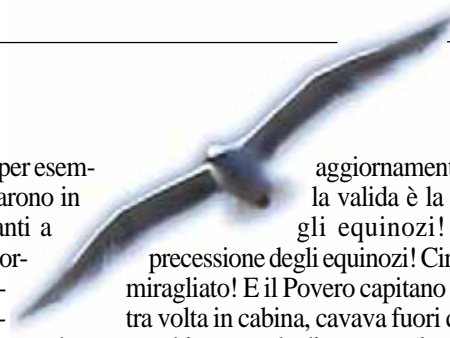 per esem-
arono in
anti a
or-
-
-
aggiornament
la valida è la
gli equinozi!
precessione degli equinozi! Cir
miragliato! E il Povero capitano
tra volta in cabina, cavava fuori